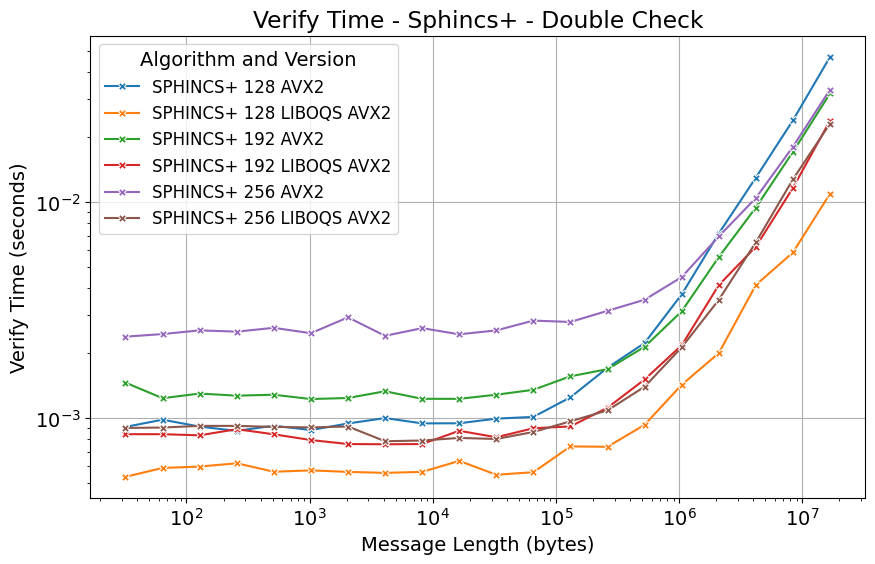 Verify Time - Sphincs+ - Double Check
Algorithm and Version
SPHINCS+ 128 AVX2
SPHINCS+ 128 LIBOQS AVX2
SPHINCS+ 192 AVX2
SPHINCS+ 192 LIBOQS AVX2
SPHINCS+ 256 AVX2
SPHINCS+ 256 LIBOQS AVX2
Verify Time (seconds)
10⁻²
10⁻³
10² 10³ 10⁴ 10⁵ 10⁶ 10⁷
Message Length (bytes)